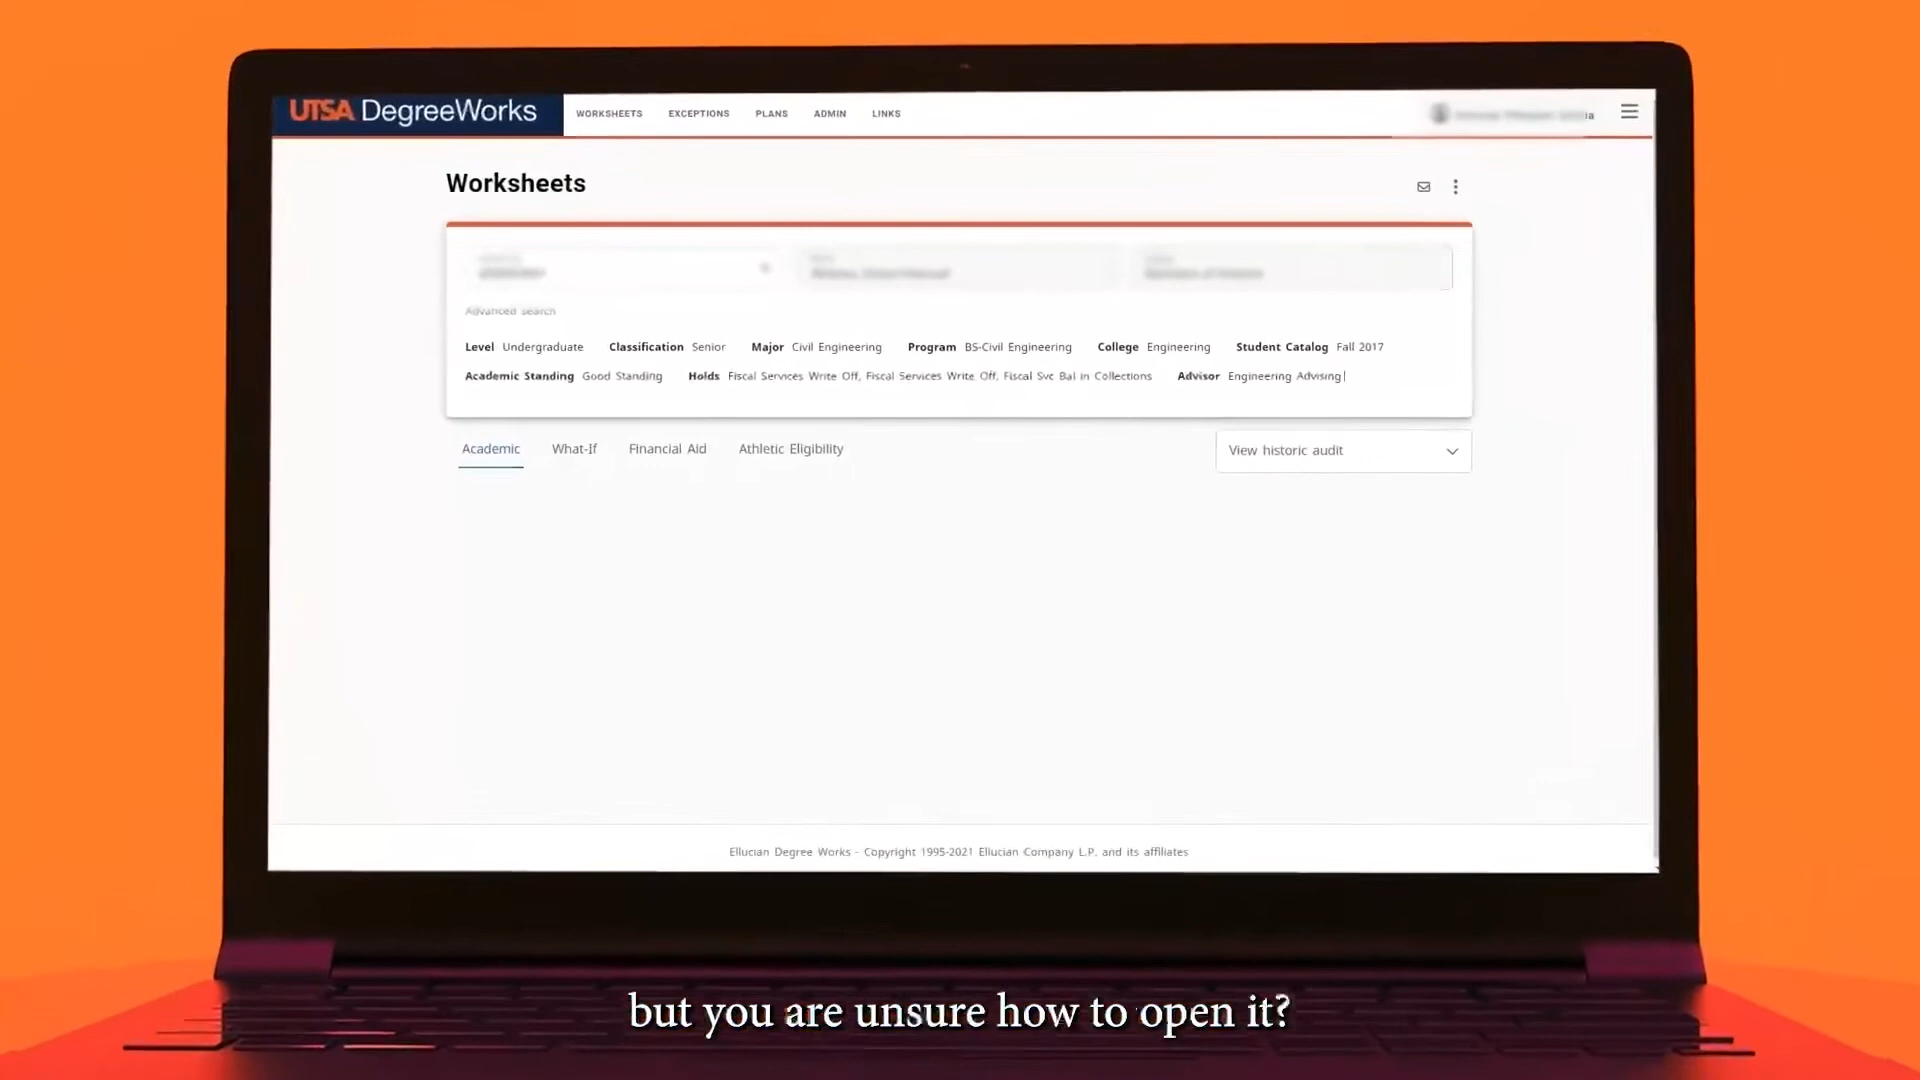 UTSA DegreeWorks WORKSHEETS EXCEPTIONS PLANS ADMIN LINKS
Worksheets
Advanced search
Level Undergraduate Classification Senior Major Civil Engineering Program BS-Civil Engineering College Engineering Student Catalog Fall 2017
Academic Standing Good Standing Holds Fiscal Services Write Off, Fiscal Services Write Off, Fiscal Svc Bal in Collections Advisor Engineering Advising
Academic What-If Financial Aid Athletic Eligibility View historic audit
Ellucian Degree Works - Copyright 1995-2021 Ellucian Company L.P. and its affiliates
but you are unsure how to open it?